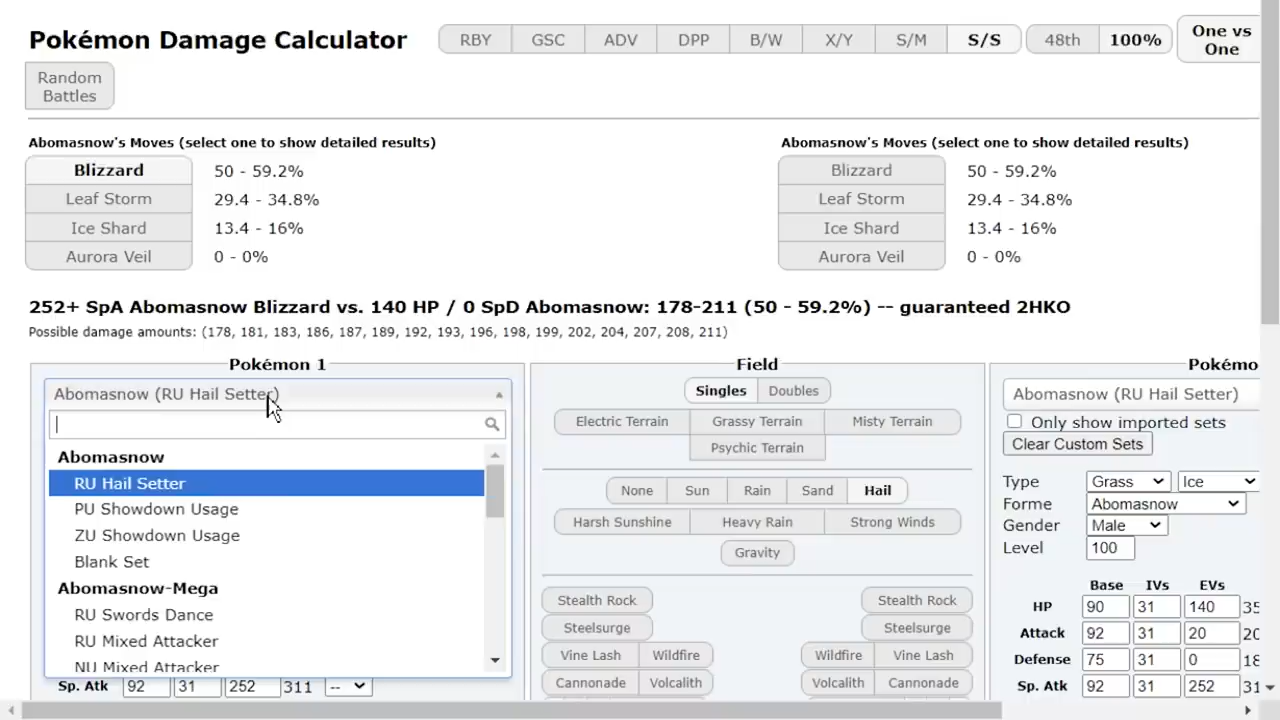 Pokémon Damage Calculator
RBY GSC ADV DPP B/W X/Y S/M S/S 48th 100% One vs One
Random Battles
Abomasnow's Moves (select one to show detailed results)
Blizzard 50 - 59.2%
Leaf Storm 29.4 - 34.8%
Ice Shard 13.4 - 16%
Aurora Veil 0 - 0%
Abomasnow's Moves (select one to show detailed results)
Blizzard 50 - 59.2%
Leaf Storm 29.4 - 34.8%
Ice Shard 13.4 - 16%
Aurora Veil 0 - 0%
252+ SpA Abomasnow Blizzard vs. 140 HP / 0 SpD Abomasnow: 178-211 (50 - 59.2%) -- guaranteed 2HKO
Possible damage amounts: (178, 181, 183, 186, 187, 189, 192, 193, 196, 198, 199, 202, 204, 207, 208, 211)
Pokémon 1
Abomasnow (RU Hail Setter)
Abomasnow
RU Hail Setter
PU Showdown Usage
ZU Showdown Usage
Blank Set
Abomasnow-Mega
RU Swords Dance
RU Mixed Attacker
NU Mixed Attacker
Sp. Atk 92 31 252 311 --
Field
Singles Doubles
Electric Terrain Grassy Terrain Misty Terrain
Psychic Terrain
None Sun Rain Sand Hail
Harsh Sunshine Heavy Rain Strong Winds
Gravity
Stealth Rock Stealth Rock
Steelsurge Steelsurge
Vine Lash Wildfire Wildfire Vine Lash
Cannonade Volcalith Volcalith Cannonade
Pokémo
Abomasnow (RU Hail Setter)
Only show imported sets
Clear Custom Sets
Type Grass Ice
Forme Abomasnow
Gender Male
Level 100
Base IVs EVs
HP 90 31 140 35
Attack 92 31 20 20
Defense 75 31 0 18
Sp. Atk 92 31 252 31